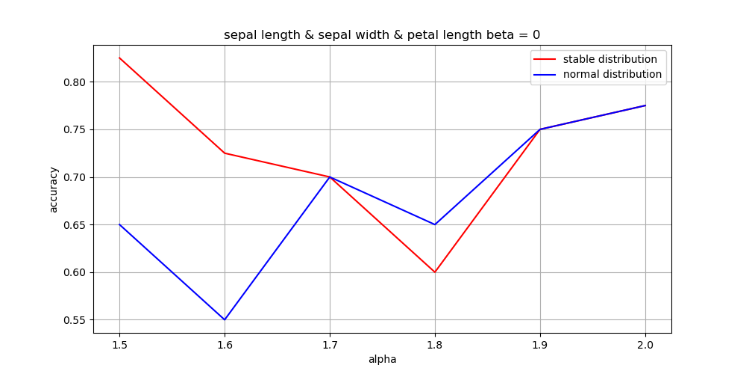 sepal length & sepal width & petal length beta = 0
stable distribution
normal distribution
accuracy
0.80
0.75
0.70
0.65
0.60
0.55
1.5 1.6 1.7 1.8 1.9 2.0
alpha